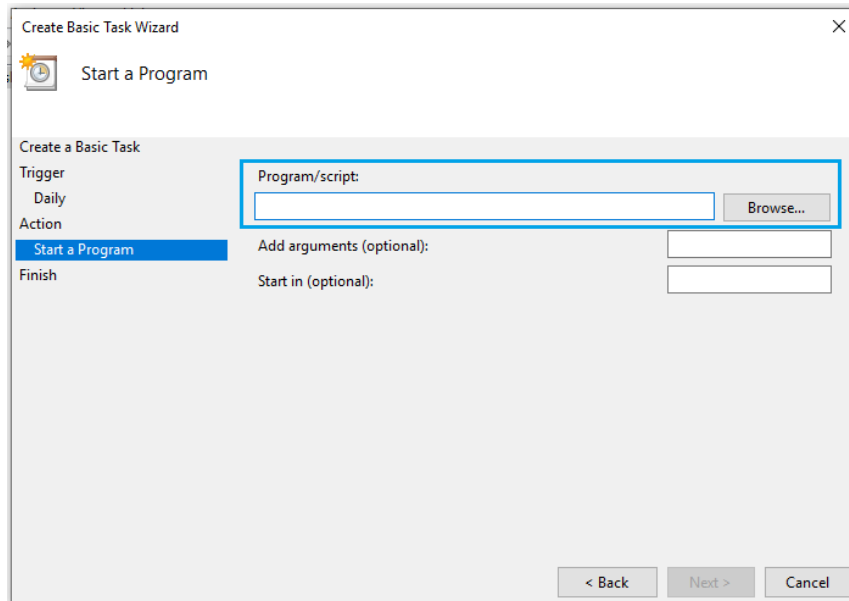 Create Basic Task Wizard
Start a Program
Create a Basic Task
Trigger
Daily
Action
Start a Program
Finish
Program/script:
Browse...
Add arguments (optional):
Start in (optional):
< Back
Next >
Cancel